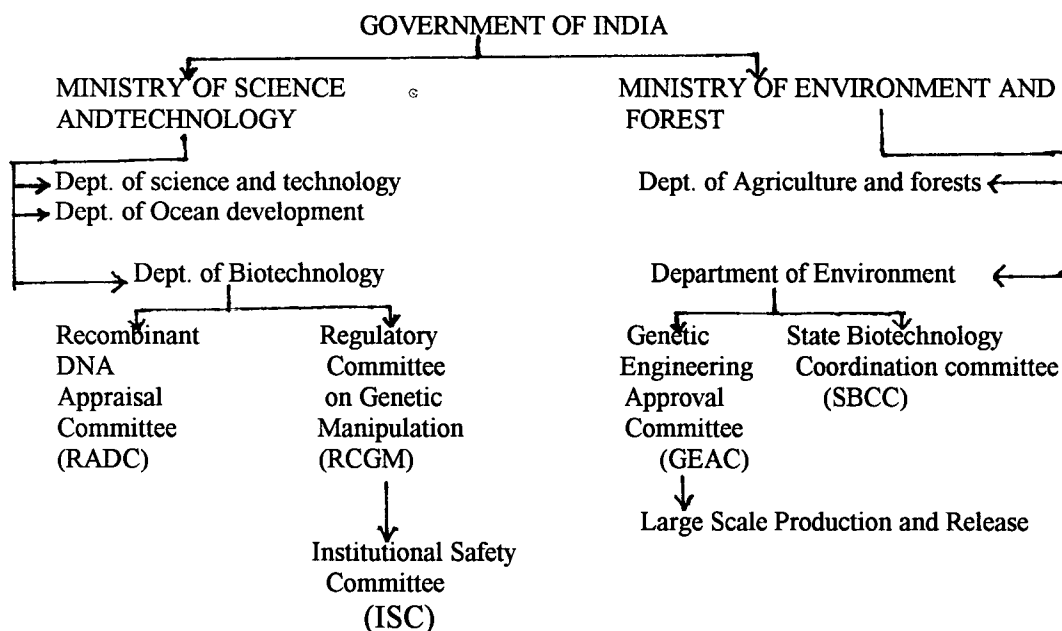 GOVERNMENT OF INDIA
MINISTRY OF SCIENCE
ANDTECHNOLOGY
MINISTRY OF ENVIRONMENT AND
FOREST
Dept. of science and technology
Dept. of Ocean development
Dept. of Agriculture and forests
Dept. of Biotechnology
Department of Environment
Recombinant
DNA
Appraisal
Committee
(RADC)
Regulatory
Committee
on Genetic
Manipulation
(RCGM)
Genetic
Engineering
Approval
Committee
(GEAC)
State Biotechnology
Coordination committee
(SBCC)
Large Scale Production and Release
Institutional Safety
Committee
(ISC)